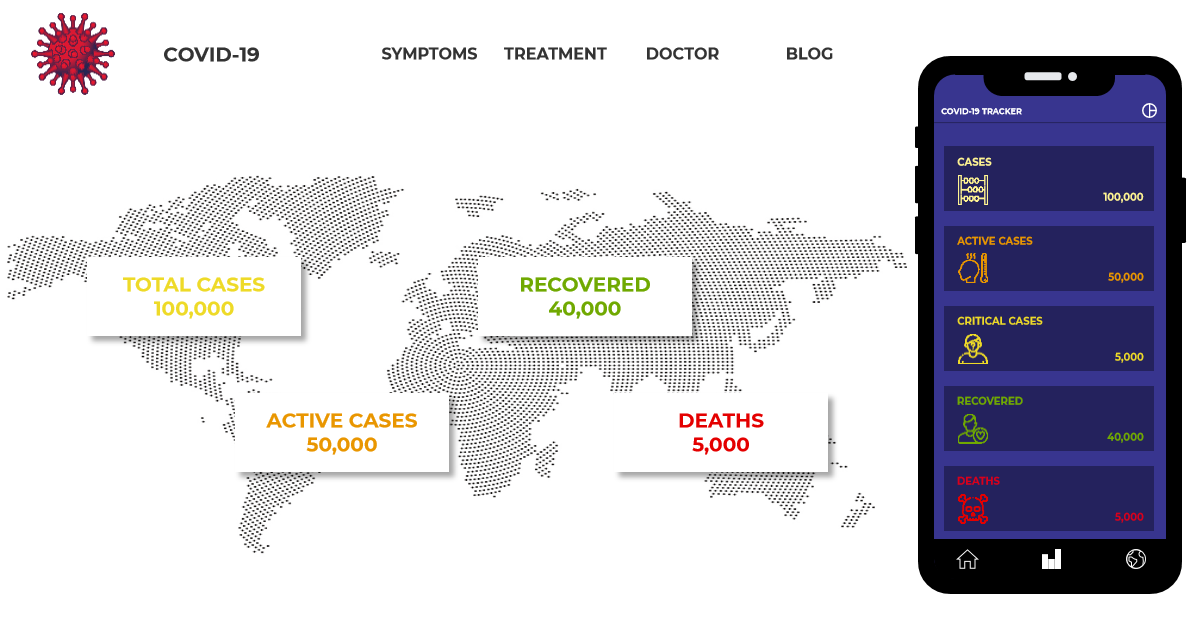 COVID-19
SYMPTOMS
TREATMENT
DOCTOR
BLOG
TOTAL CASES
100,000
RECOVERED
40,000
ACTIVE CASES
50,000
DEATHS
5,000
COVID-19 TRACKER
CASES
100,000
ACTIVE CASES
50,000
CRITICAL CASES
5,000
RECOVERED
40,000
DEATHS
5,000